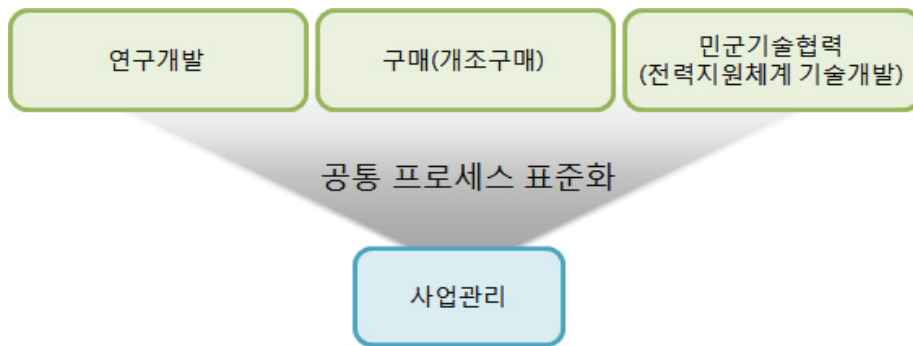 연구개발
구매(개조구매)
민군기술협력
(전력지원체계 기술개발)
공통 프로세스 표준화
사업관리